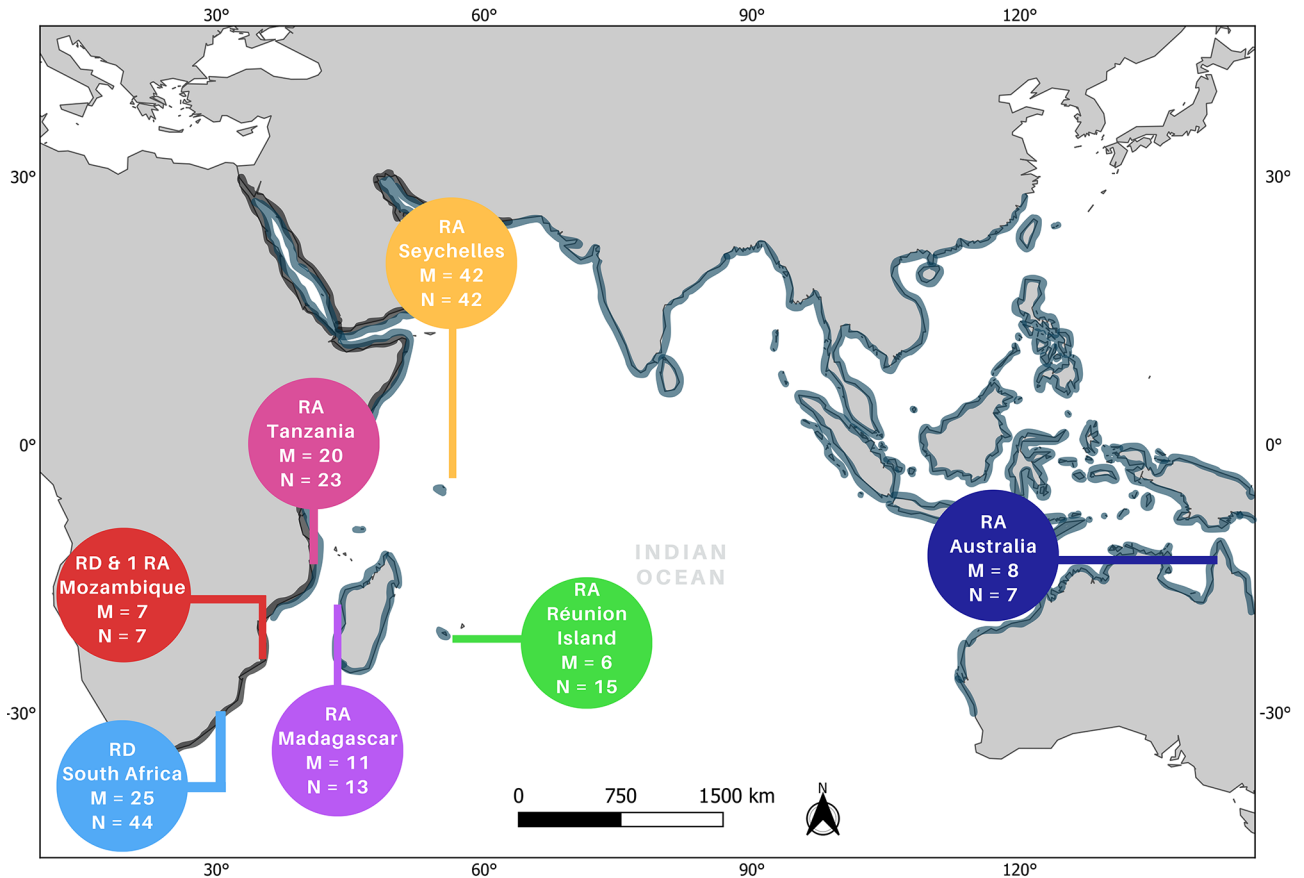 30°
60°
90°
120°
30°
30°
RA
Seychelles
M = 42
N = 42
RA
Tanzania
M = 20
N = 23
0°
0°
RA
Australia
M = 8
N = 7
RD & 1 RA
Mozambique
M = 7
N = 7
INDIAN
OCEAN
RA
Réunion
Island
M = 6
N = 15
-30°
-30°
RA
Madagascar
M = 11
N = 13
RD
South Africa
M = 25
N = 44
0
750
1500 km
N
30°
60°
90°
120°